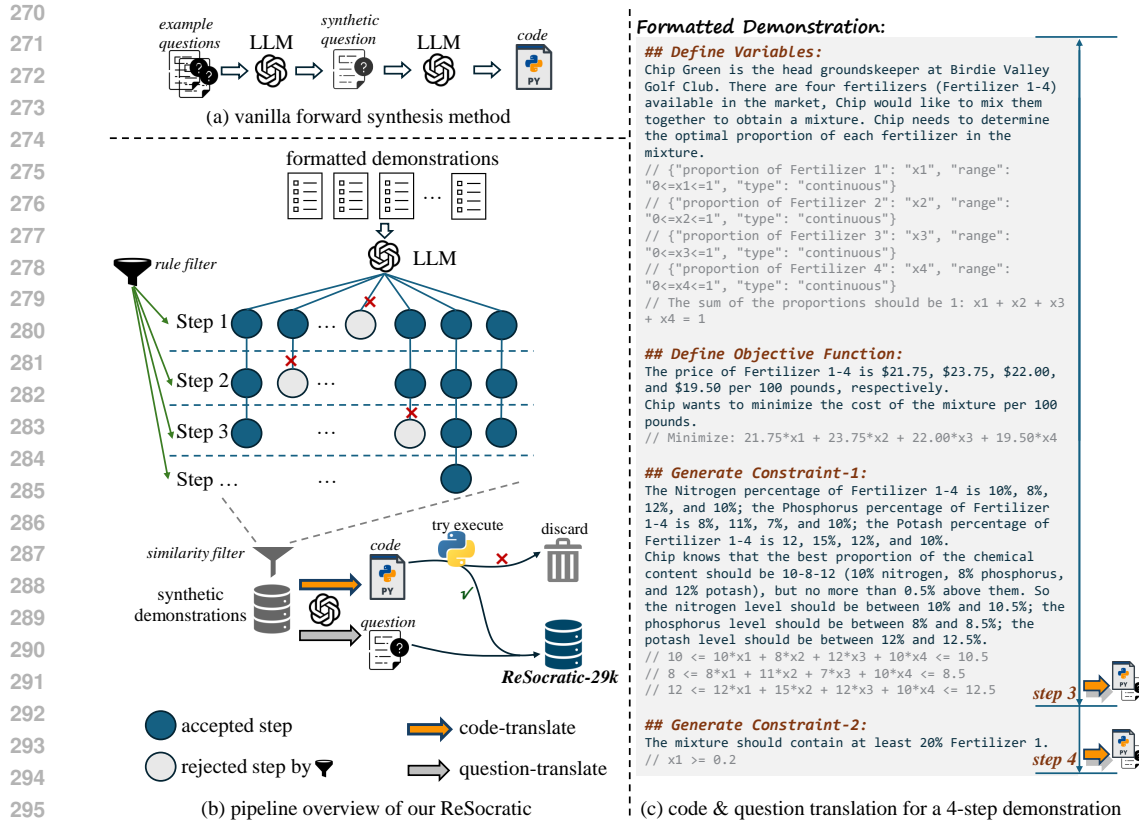 270
271
272
273
274
275
276
277
278
279
280
281
282
283
284
285
286
287
288
289
290
291
292
293
294
295
example questions
LLM
synthetic question
LLM
code
PY
(a) vanilla forward synthesis method
formatted demonstrations
...
LLM
rule filter
Step 1
...
Step 2
...
Step 3
...
Step ...
similarity filter
synthetic demonstrations
code
PY
try execute
discard
question
ReSocratic-29k
accepted step
code-translate
rejected step by
question-translate
(b) pipeline overview of our ReSocratic
Formatted Demonstration:
## Define Variables:
Chip Green is the head groundskeeper at Birdie Valley
Golf Club. There are four fertilizers (Fertilizer 1-4)
available in the market, Chip would like to mix them
together to obtain a mixture. Chip needs to determine
the optimal proportion of each fertilizer in the
mixture.
// {"proportion of Fertilizer 1": "x1", "range":
"0<=x1<=1", "type": "continuous"}
// {"proportion of Fertilizer 2": "x2", "range":
"0<=x2<=1", "type": "continuous"}
// {"proportion of Fertilizer 3": "x3", "range":
"0<=x3<=1", "type": "continuous"}
// {"proportion of Fertilizer 4": "x4", "range":
"0<=x4<=1", "type": "continuous"}
// The sum of the proportions should be 1: x1 + x2 + x3
+ x4 = 1
## Define Objective Function:
The price of Fertilizer 1-4 is $21.75, $23.75, $22.00,
and $19.50 per 100 pounds, respectively.
Chip wants to minimize the cost of the mixture per 100
pounds.
// Minimize: 21.75*x1 + 23.75*x2 + 22.00*x3 + 19.50*x4
## Generate Constraint-1:
The Nitrogen percentage of Fertilizer 1-4 is 10%, 8%,
12%, and 10%; the Phosphorus percentage of Fertilizer
1-4 is 8%, 11%, 7%, and 10%; the Potash percentage of
Fertilizer 1-4 is 12, 15%, 12%, and 10%.
Chip knows that the best proportion of the chemical
content should be 10-8-12 (10% nitrogen, 8% phosphorus,
and 12% potash), but no more than 0.5% above them. So
the nitrogen level should be between 10% and 10.5%; the
phosphorus level should be between 8% and 8.5%; the
potash level should be between 12% and 12.5%.
// 10 <= 10*x1 + 8*x2 + 12*x3 + 10*x4 <= 10.5
// 8 <= 8*x1 + 11*x2 + 7*x3 + 10*x4 <= 8.5
// 12 <= 12*x1 + 15*x2 + 12*x3 + 10*x4 <= 12.5
step 3
PY
## Generate Constraint-2:
The mixture should contain at least 20% Fertilizer 1.
// x1 >= 0.2
step 4
PY
(c) code & question translation for a 4-step demonstration